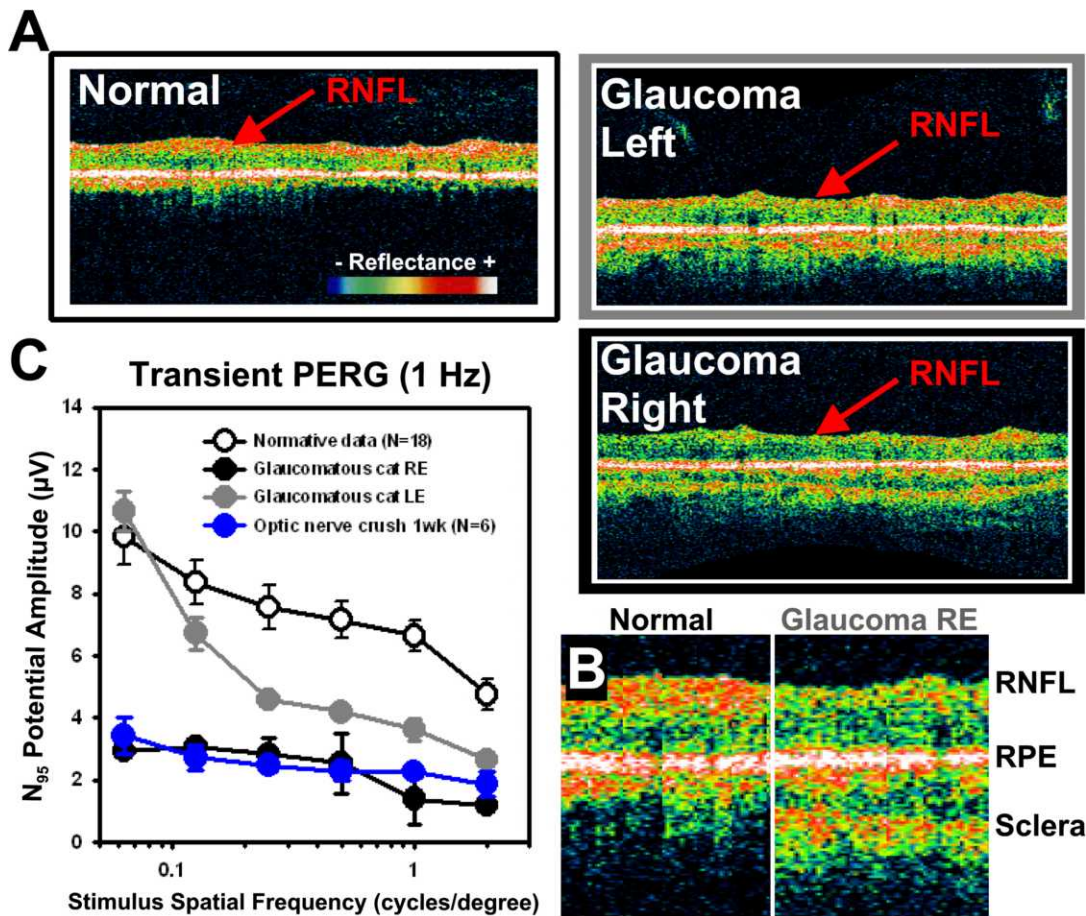 A
Normal
RNFL
- Reflectance +
Glaucoma
Left
RNFL
Glaucoma
Right
RNFL
C
Transient PERG (1 Hz)
14
12
10
8
6
4
2
0
N95 Potential Amplitude (µV)
Normative data (N=18)
Glaucomatous cat RE
Glaucomatous cat LE
Optic nerve crush 1wk (N=6)
0.1
1
Stimulus Spatial Frequency (cycles/degree)
Normal
Glaucoma RE
B
RNFL
RPE
Sclera